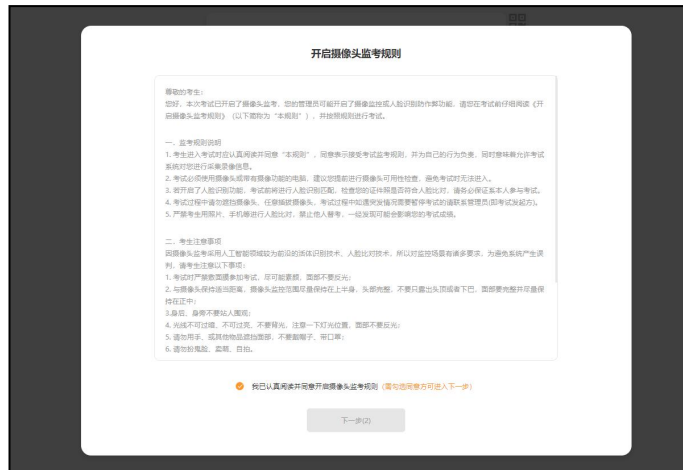 开启摄像头监考规则
尊敬的考生：
您好，本次考试已开启了摄像头监考，您的管理员可能开启了摄像监控或人脸识别防作弊功能，请您在考试前仔细阅读《开
启摄像头监考规则》（以下简称为“本规则”），并按照规则进行考试。
一、监考规则说明
1. 考生进入考试时应认真阅读并同意“本规则”，同意表示接受考试监考规则，并为自己的行为负责，同时意味着允许考试
系统对您进行采集录像信息。
2. 考试必须使用摄像头或带有摄像功能的电脑，建议您提前进行摄像头可用性检查，避免考试时无法进入。
3. 若开启了人脸识别功能，考试前将进行人脸识别匹配，检查您的证件照是否符合人脸比对，请务必保证系本人参与考试。
4. 考试过程中请勿遮挡摄像头、任意插拔摄像头，考试过程中如遇突发情况需要暂停考试的请联系管理员(即考试发起方)。
5. 严禁考生用照片、手机等进行人脸比对，禁止他人替考，一经发现可能会影响您的考试成绩。
二、考生注意事项
因摄像头监考采用人工智能领域较为前沿的活体识别技术、人脸比对技术，所以对监控场景有诸多要求，为避免系统产生误
判，请考生注意以下事项：
1. 考试时严禁敷面膜参加考试，尽可能素颜，面部不要反光；
2. 与摄像头保持适当距离，摄像头监控范围尽量保持在上半身，头部完整，不要只露出头顶或者下巴，面部要完整并尽量保
持在正中；
3.身后、身旁不要站人围观；
4. 光线不可过暗、不可过亮，不要背光，注意一下灯光位置，面部不要反光；
5. 请勿用手、或其他物品遮挡面部，不要戴帽子、带口罩；
6. 请勿扮鬼脸、卖萌、自拍。
我已认真阅读并同意开启摄像头监考规则（需勾选同意方可进入下一步）
下一步(2)